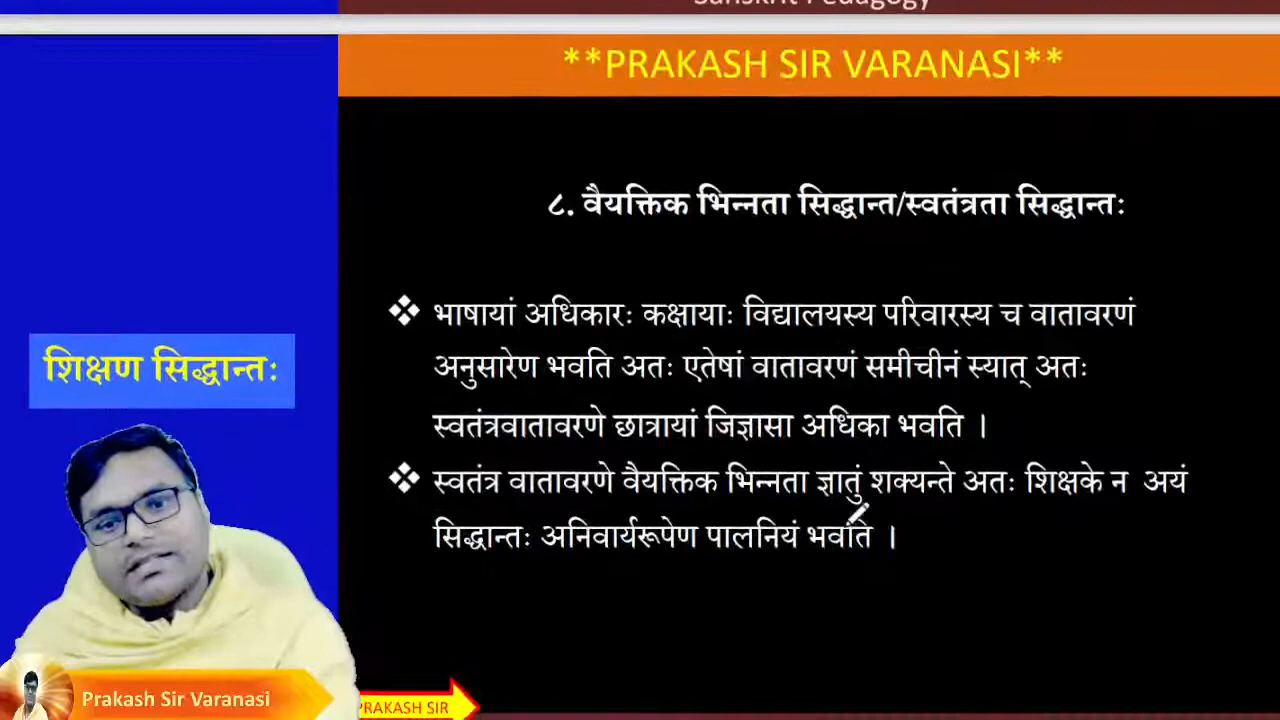 Sanskrit Pedagogy
**PRAKASH SIR VARANASI**
८. वैयक्तिक भिन्नता सिद्धान्त/स्वतंत्रता सिद्धान्तः
❖ भाषायां अधिकारः कक्षायाः विद्यालयस्य परिवारस्य च वातावरणं
अनुसारेण भवति अतः एतेषां वातावरणं समीचीनं स्यात् अतः
स्वतंत्रवातावरणे छात्रायां जिज्ञासा अधिका भवति ।
❖ स्वतंत्र वातावरणे वैयक्तिक भिन्नता ज्ञातुं शक्यन्ते अतः शिक्षके न अयं
सिद्धान्तः अनिवार्यरूपेण पालनियं भवति ।
शिक्षण सिद्धान्तः
Prakash Sir Varanasi
PRAKASH SIR